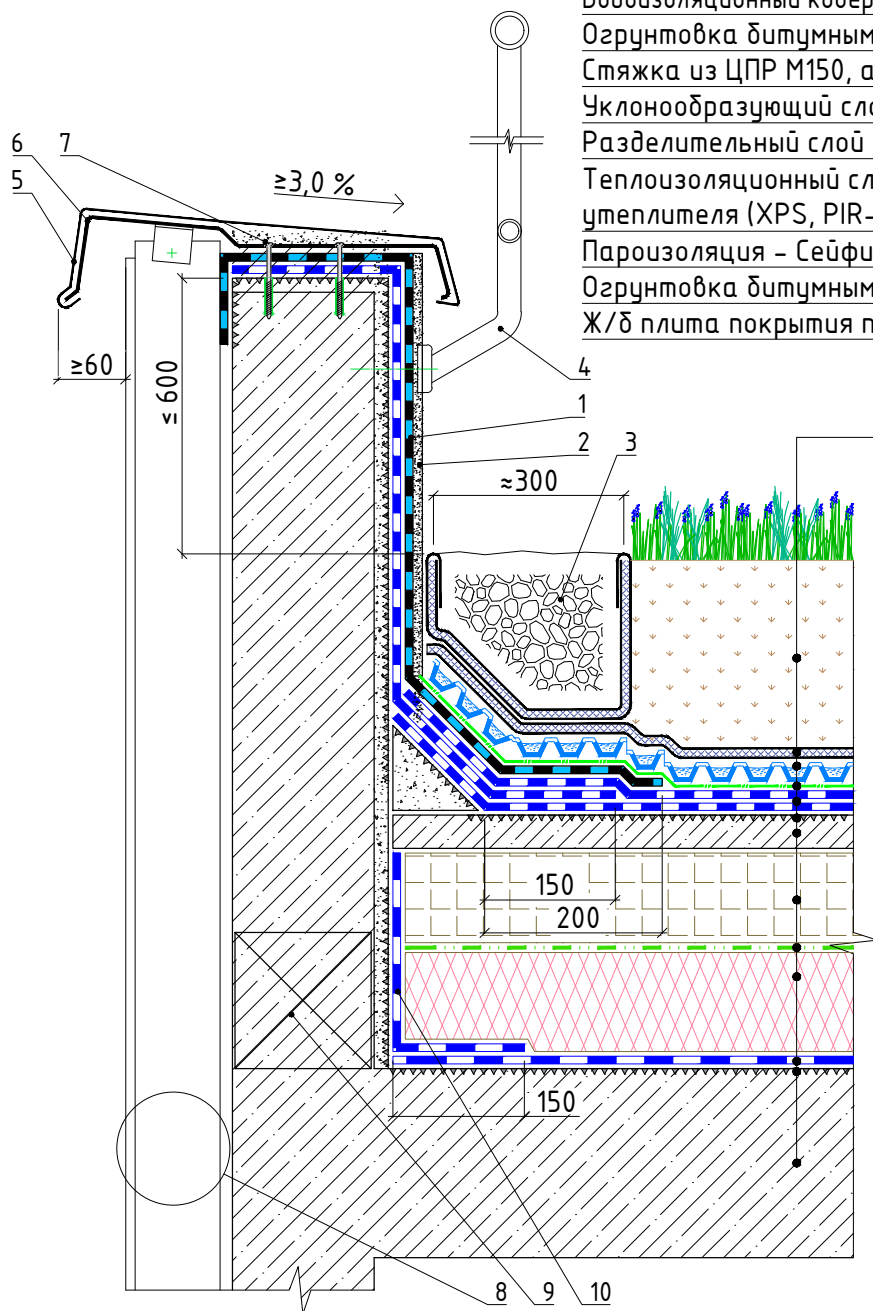 Огрунтовка битумным
Стяжка из ЦПР М150, а
Уклонообразующий сло
Разделительный слой
Теплоизоляционный сл
утеплителя (XPS, PIR-
Пароизоляция - Сейфи
Огрунтовка битумным
Ж/б плита покрытия п
6 7
5
≥3,0 %
≥60
≤600
4
1
2
3
≈300
150
200
150
8 9 10